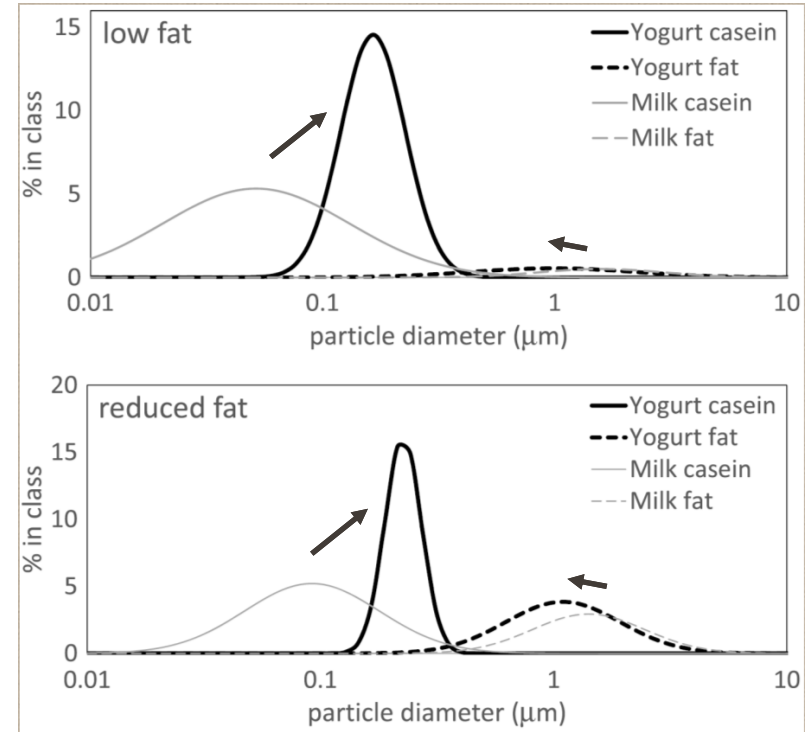 low fat
Yogurt casein
Yogurt fat
Milk casein
Milk fat
% in class
15
10
5
0
0.01 0.1 1 10
particle diameter (μm)
reduced fat
Yogurt casein
Yogurt fat
Milk casein
Milk fat
% in class
20
15
10
5
0
0.01 0.1 1 10
particle diameter (μm)